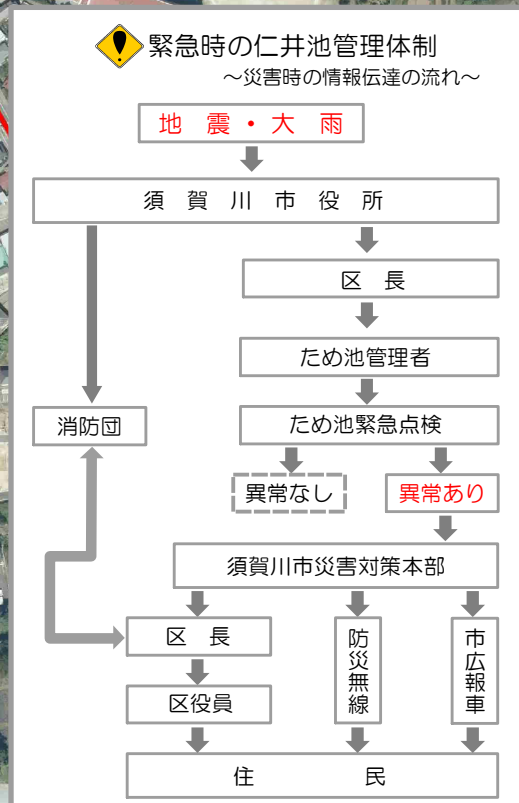 緊急時の仁井池管理体制
～災害時の情報伝達の流れ～
地 震 ・ 大 雨
須 賀 川 市 役 所
区 長
ため池管理者
消防団
ため池緊急点検
異常なし
異常あり
須賀川市災害対策本部
区 長
防災無線
市広報車
区役員
住 民